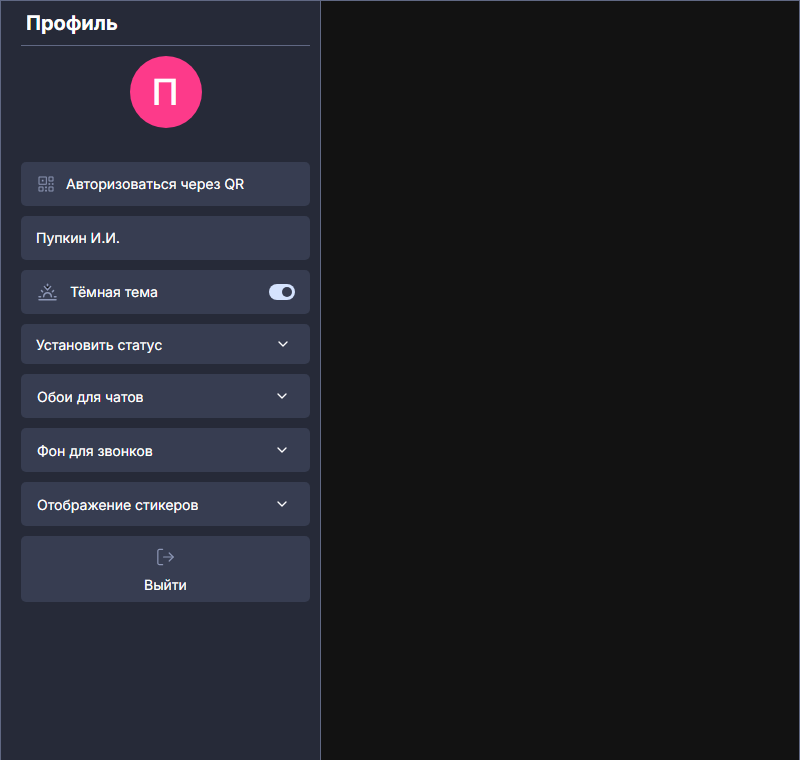 Профиль
П
Авторизоваться через QR
Пупкин И.И.
Тёмная тема
Установить статус
Обои для чатов
Фон для звонков
Отображение стикеров
Выйти